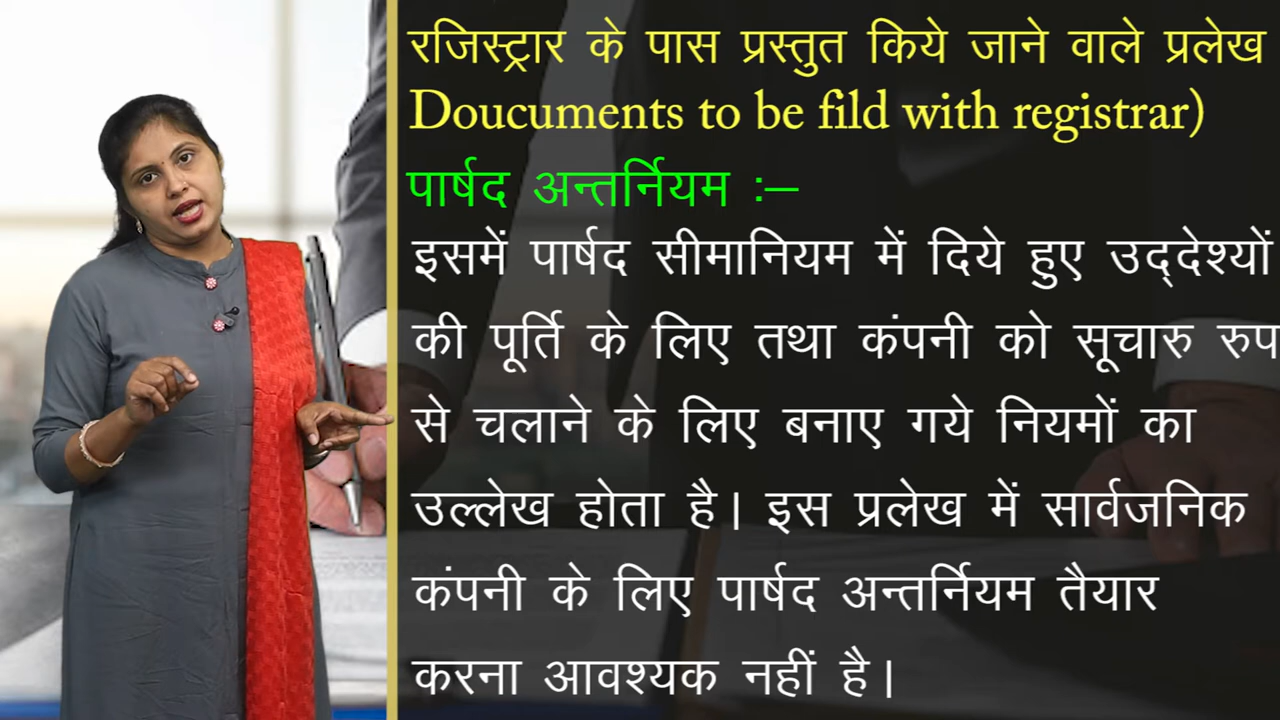 रजिस्ट्रार के पास प्रस्तुत किये जाने वाले प्रलेख
Doucuments to be fild with registrar)
पार्षद अन्तर्नियम :–
इसमें पार्षद सीमानियम में दिये हुए उद्देश्यों
की पूर्ति के लिए तथा कंपनी को सूचारु रुप
से चलाने के लिए बनाए गये नियमों का
उल्लेख होता है। इस प्रलेख में सार्वजनिक
कंपनी के लिए पार्षद अन्तर्नियम तैयार
करना आवश्यक नहीं है।